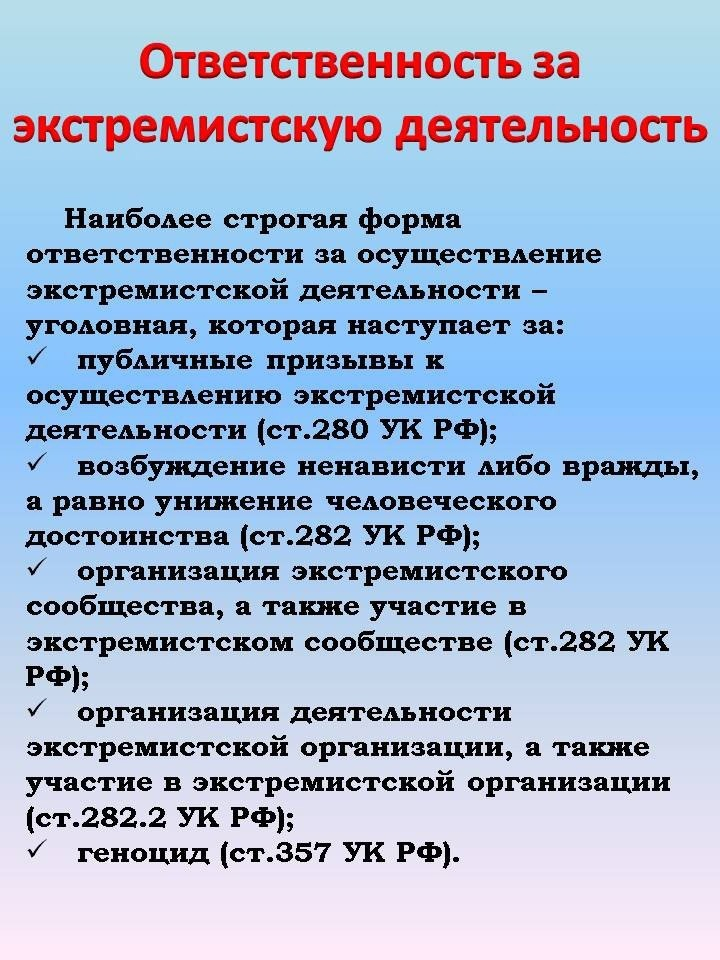 Ответственность за
экстремистскую деятельность
Наиболее строгая форма
ответственности за осуществление
экстремистской деятельности –
уголовная, которая наступает за:
✓ публичные призывы к
осуществлению экстремистской
деятельности (ст.280 УК РФ);
✓ возбуждение ненависти либо вражды,
а равно унижение человеческого
достоинства (ст.282 УК РФ);
✓ организация экстремистского
сообщества, а также участие в
экстремистском сообществе (ст.282 УК
РФ);
✓ организация деятельности
экстремистской организации, а также
участие в экстремистской организации
(ст.282.2 УК РФ);
✓ геноцид (ст.357 УК РФ).